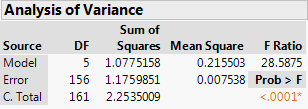 Analysis of Variance
Sum of
Source DF Squares Mean Square F Ratio
Model 5 1.0775158 0.215503 28.5875
Error 156 1.1759851 0.007538 Prob > F
C. Total 161 2.2535009 <.0001*